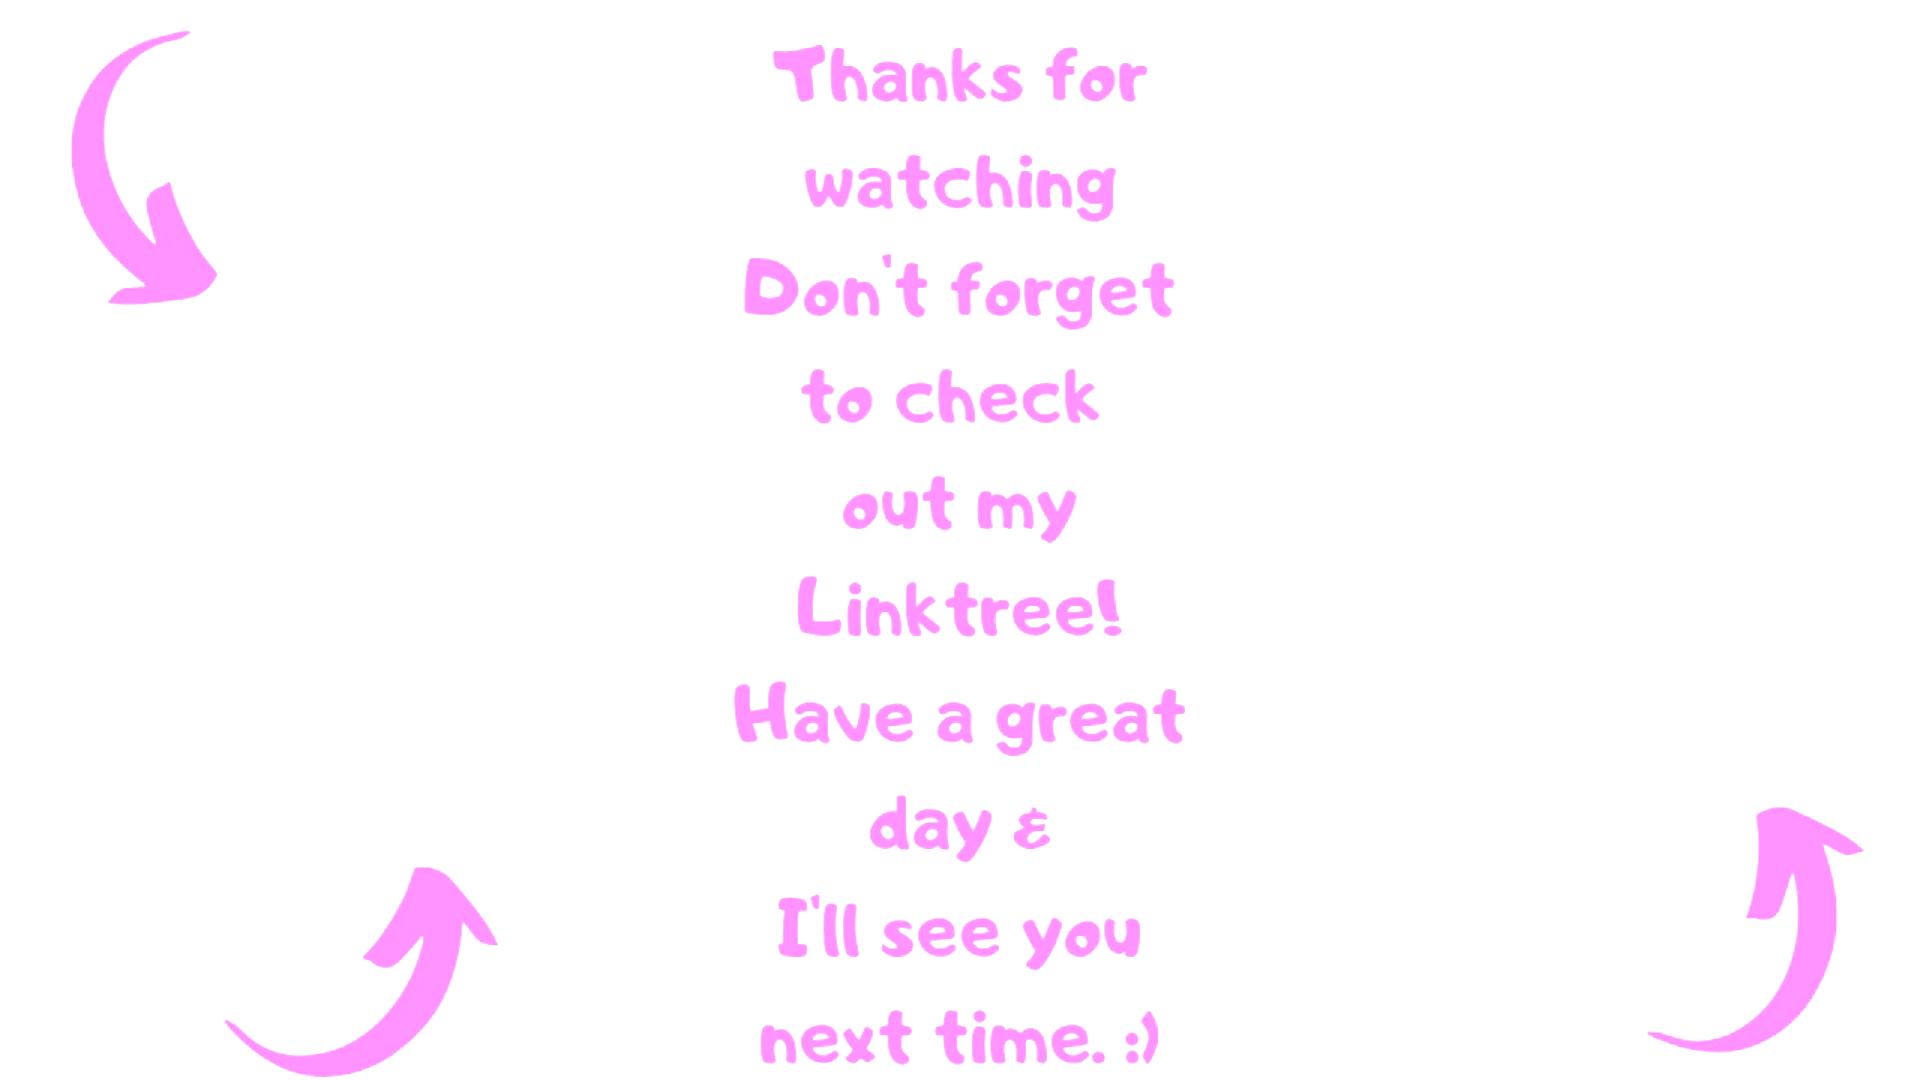 Thanks for
watching
Don't forget
to check
out my
Linktree!
Have a great
day &
I'll see you
next time. :)